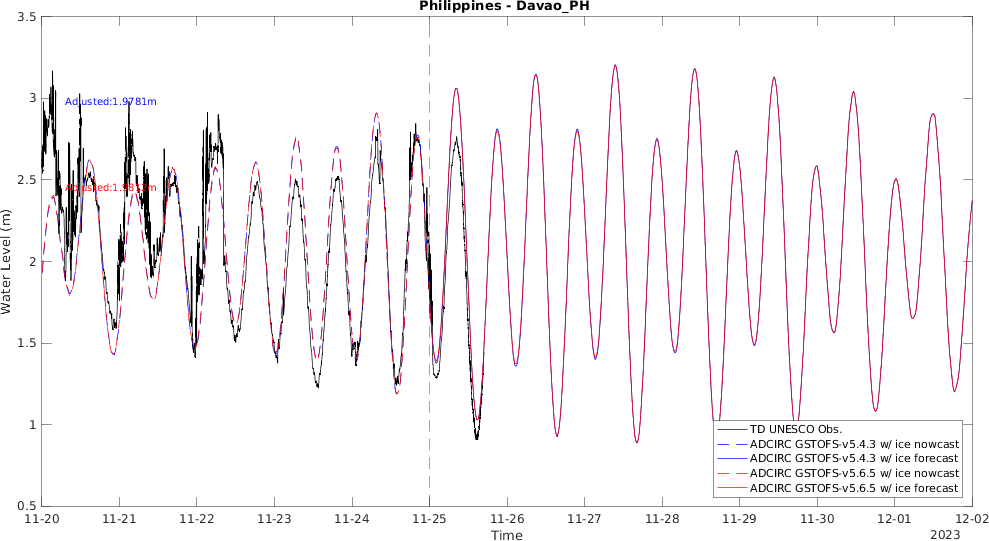 Philippines - Davao_PH
3.5
3
2.5
2
1.5
1
0.5
Water Level (m)
Adjusted:1.9781m
11-20
11-21
11-22
11-23
11-24
11-25
11-26
11-27
11-28
11-29
11-30
12-01
12-02
2023
Time
TD UNESCO Obs.
ADCIRC GSTOFS-v5.4.3 w/ ice nowcast
ADCIRC GSTOFS-v5.4.3 w/ ice forecast
ADCIRC GSTOFS-v5.6.5 w/ ice nowcast
ADCIRC GSTOFS-v5.6.5 w/ ice forecast